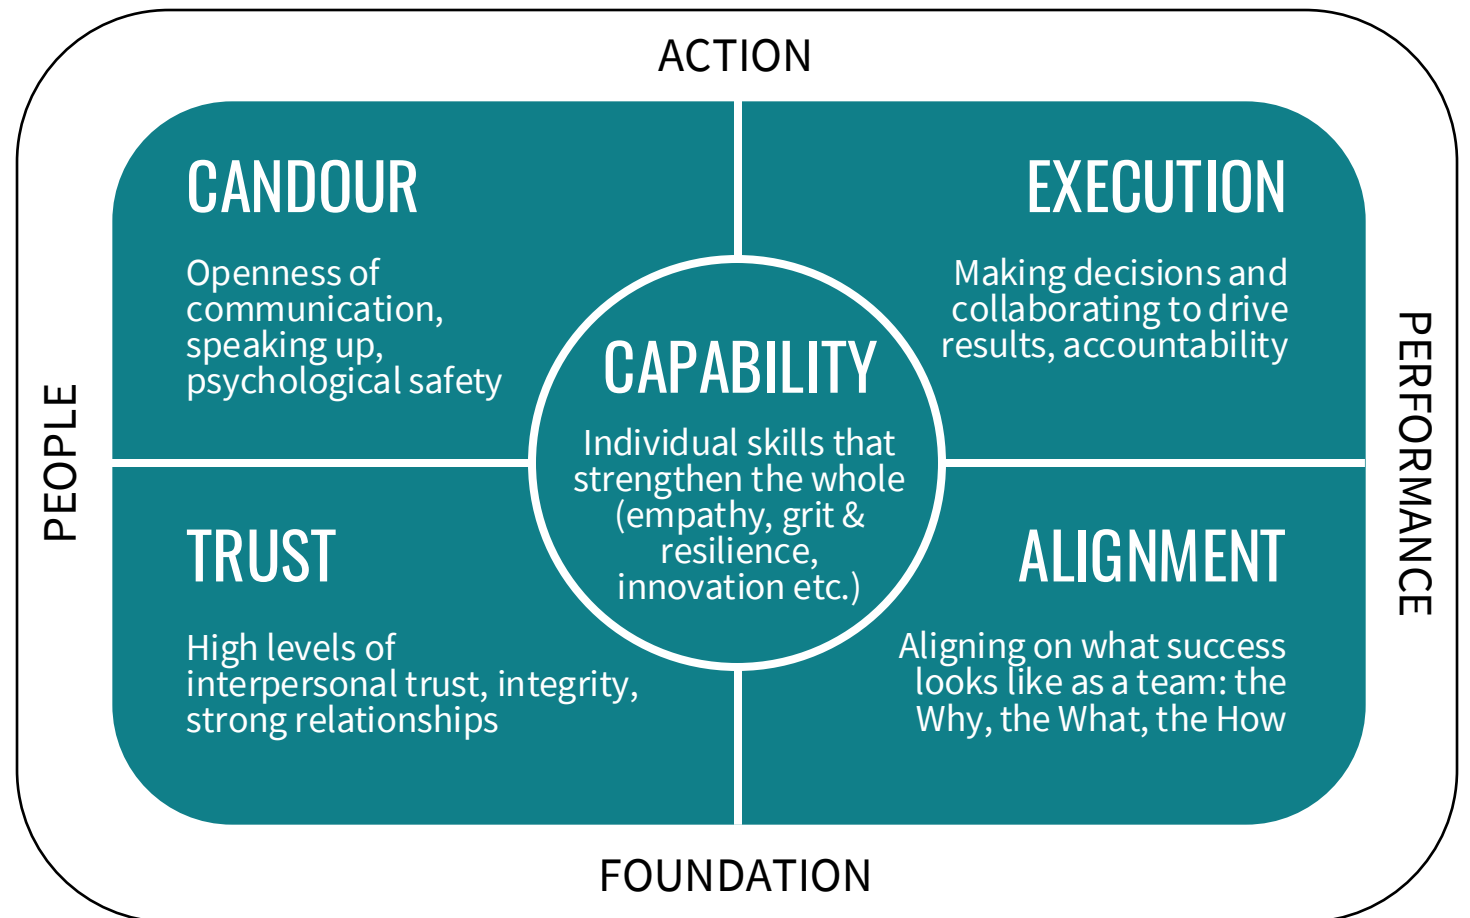 ACTION
CANDOUR
Openness of
communication,
speaking up,
psychological safety
EXECUTION
Making decisions and
collaborating to drive
results, accountability
CAPABILITY
Individual skills that
strengthen the whole
(empathy, grit &
resilience,
innovation etc.)
PEOPLE
PERFORMANCE
TRUST
High levels of
interpersonal trust, integrity,
strong relationships
ALIGNMENT
Aligning on what success
looks like as a team: the
Why, the What, the How
FOUNDATION